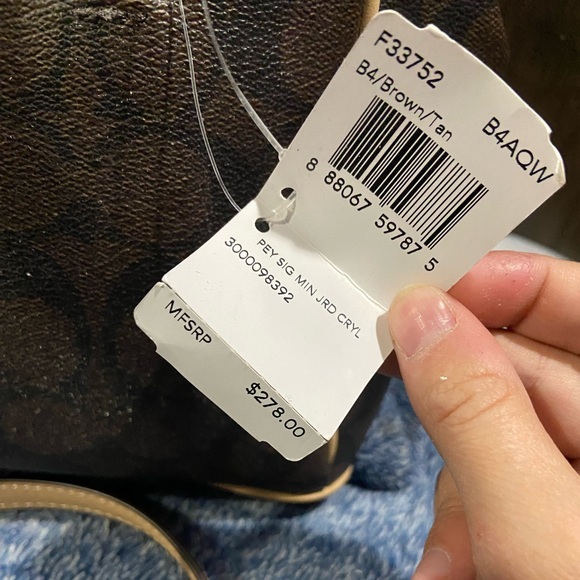 F33752
B4/Brown/Tan
B4AQW
8 88067 59787 5
PEY SIG MIN JRD CRYL
3000098392
MFSRP
$278.00